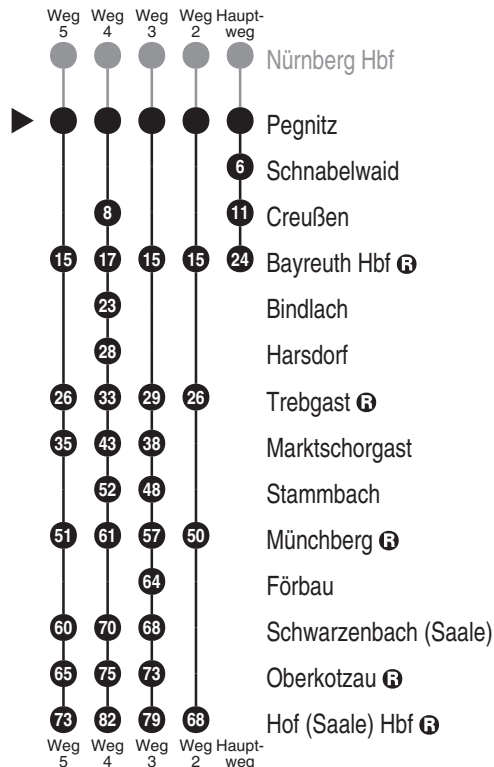 Weg Weg Weg Weg Haupt-
5 4 3 2 weg
Nürnberg Hbf
Pegnitz
6 Schnabelwaid
8 11 Creußen
15 17 15 15 24 Bayreuth Hbf R
23 Bindlach
28 Harsdorf
26 33 29 26 Trebgast R
35 43 38 Marktschorgast
52 48 Stammbach
51 61 57 50 Münchberg R
64 Förbau
60 70 68 Schwarzenbach (Saale)
65 75 73 Oberkotzau R
73 82 79 68 Hof (Saale) Hbf R
Weg Weg Weg Weg Haupt-
5 4 3 2 weg